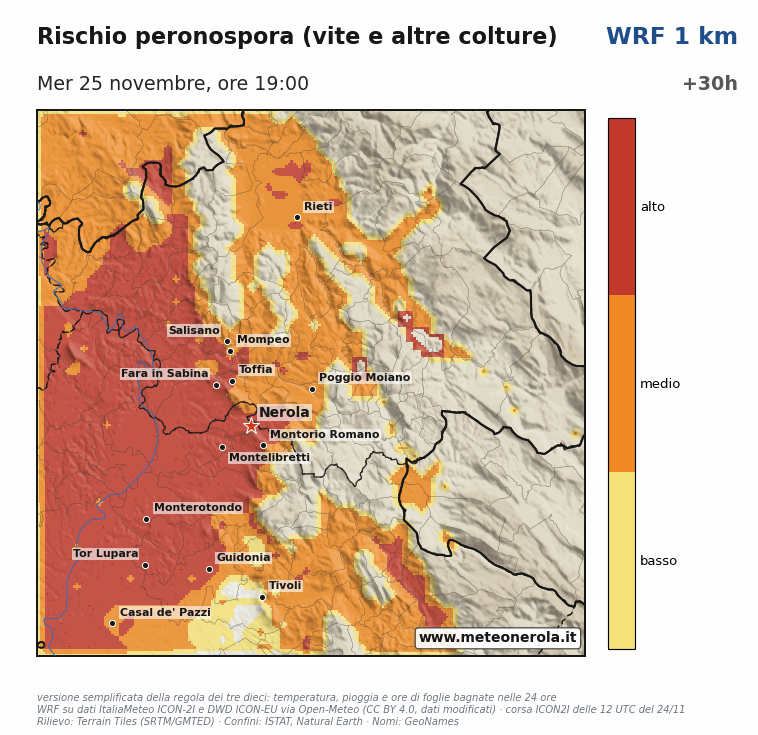 Rischio peronospora (vite e altre colture)
WRF 1 km
Mer 25 novembre, ore 19:00
+30h
alto
medio
basso
Rieti
Salisano
Mompeo
Fara in Sabina
Toffia
Poggio Moiano
Nerola
Montorio Romano
Montelibretti
Monterotondo
Tor Lupara
Guidonia
Tivoli
Casal de' Pazzi
www.meteonerola.it
versione semplificata della regola dei tre dieci: temperatura, pioggia e ore di foglie bagnate nelle 24 ore
WRF su dati ItaliaMeteo ICON-2I e DWD ICON-EU via Open-Meteo (CC BY 4.0, dati modificati) · corsa ICON2I delle 12 UTC del 24/11
Rilievo: Terrain Tiles (SRTM/GMTED) · Confini: ISTAT, Natural Earth · Nomi: GeoNames